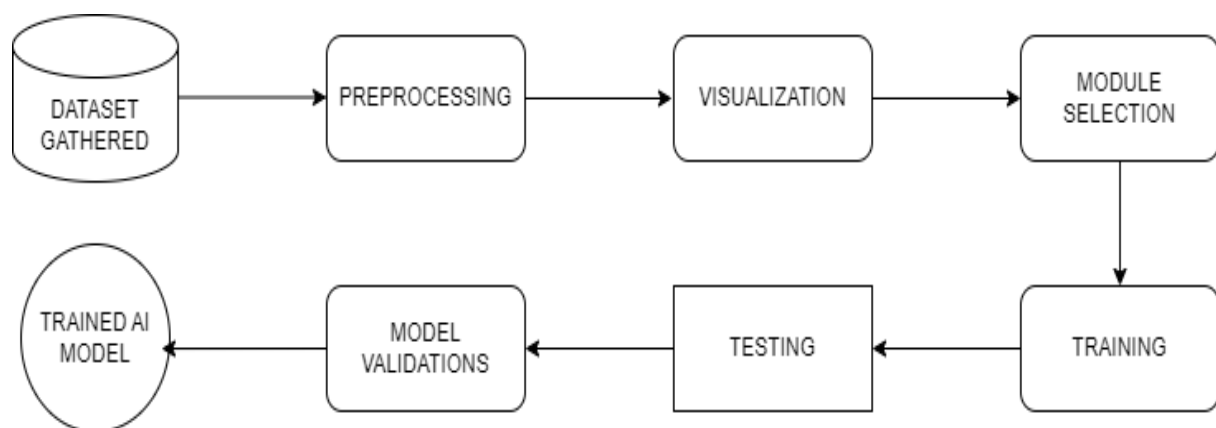 DATASET
GATHERED
PREPROCESSING
VISUALIZATION
MODULE
SELECTION
TRAINED AI
MODEL
MODEL
VALIDATIONS
TESTING
TRAINING